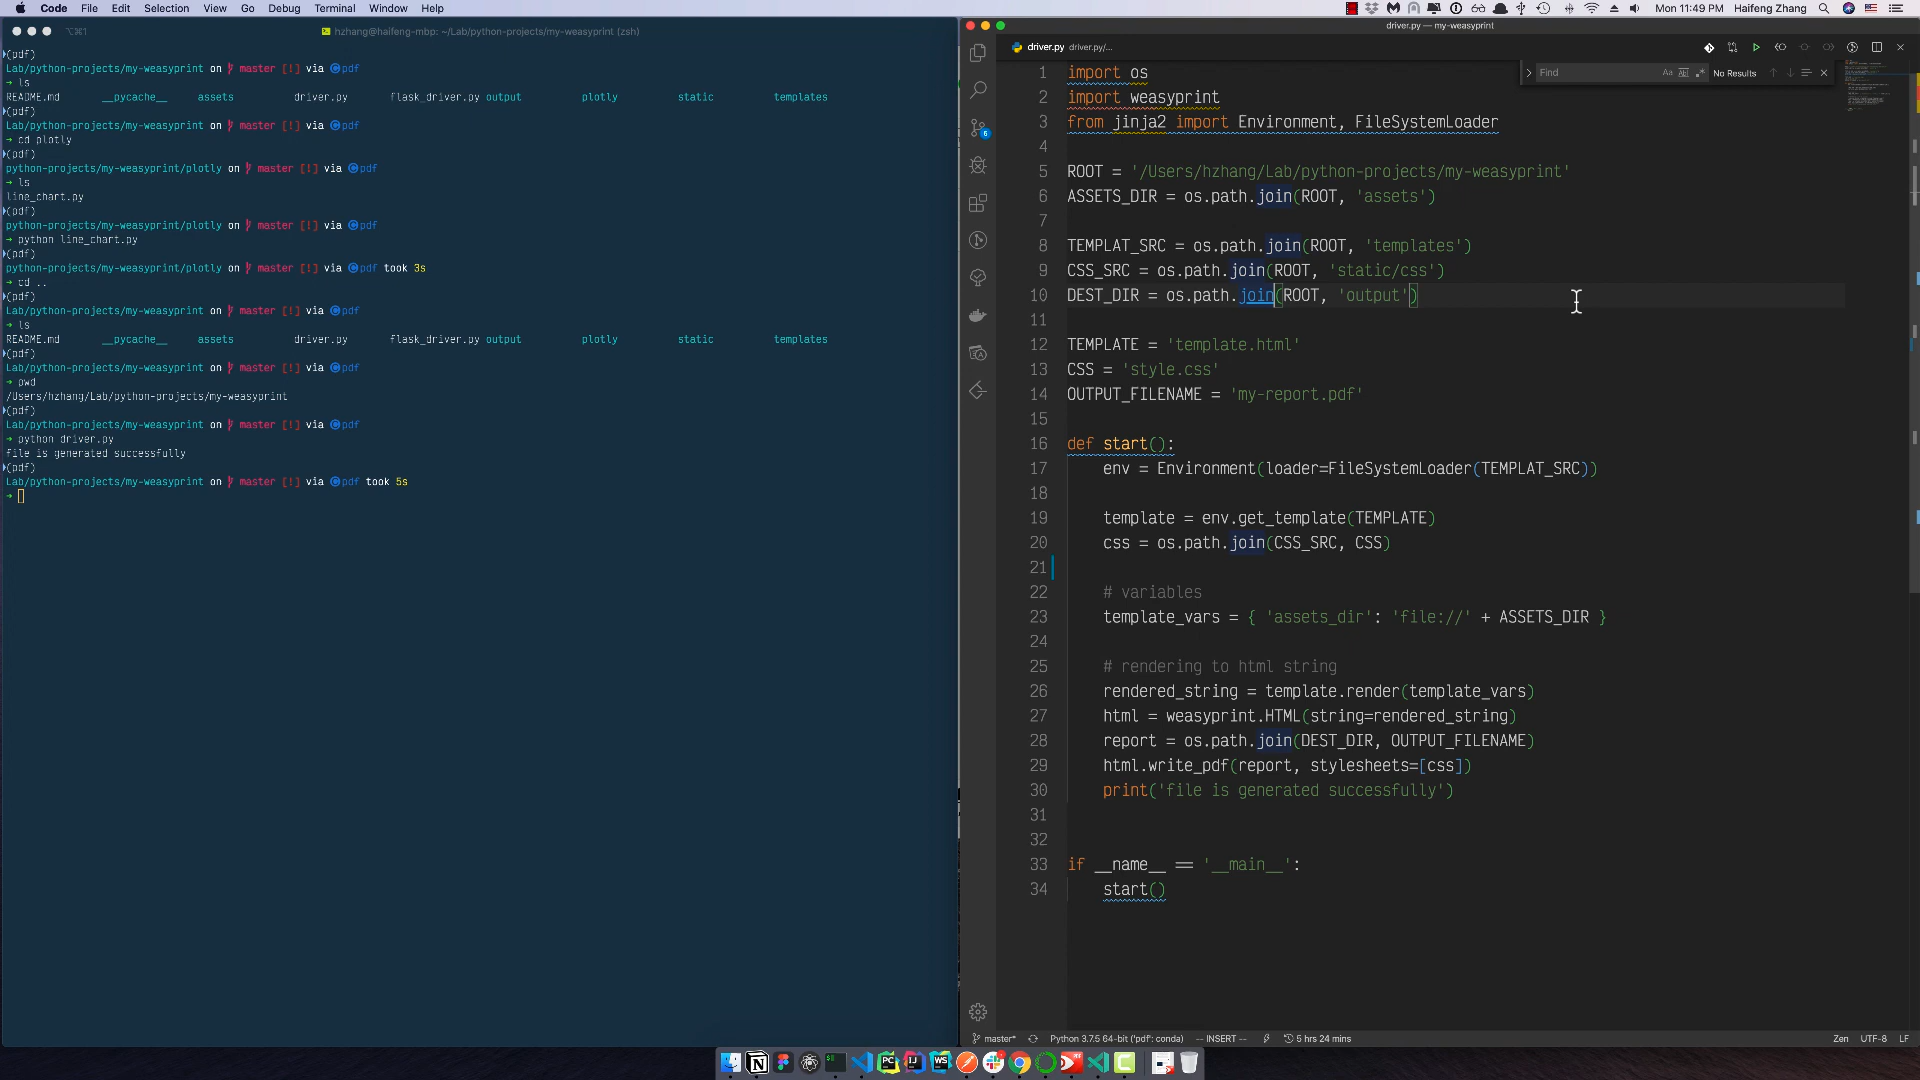 Code File Edit Selection View Go Debug Terminal Window Help
Mon 11:49 PM Haifeng Zhang
⌥⌘1
hzhang@haifeng-mbp: ~/Lab/python-projects/my-weasyprint (zsh)
(pdf)
Lab/python-projects/my-weasyprint on master [!] via pdf
→ ls
README.md __pycache__ assets driver.py flask_driver.py output plotly static templates
(pdf)
Lab/python-projects/my-weasyprint on master [!] via pdf
→ cd plotly
(pdf)
python-projects/my-weasyprint/plotly on master [!] via pdf
→ ls
line_chart.py
(pdf)
python-projects/my-weasyprint/plotly on master [!] via pdf
→ python line_chart.py
(pdf)
python-projects/my-weasyprint/plotly on master [!] via pdf took 3s
→ cd ..
(pdf)
Lab/python-projects/my-weasyprint on master [!] via pdf
→ ls
README.md __pycache__ assets driver.py flask_driver.py output plotly static templates
(pdf)
Lab/python-projects/my-weasyprint on master [!] via pdf
→ pwd
/Users/hzhang/Lab/python-projects/my-weasyprint
(pdf)
Lab/python-projects/my-weasyprint on master [!] via pdf
→ python driver.py
file is generated successfully
(pdf)
Lab/python-projects/my-weasyprint on master [!] via pdf took 5s
→
driver.py — my-weasyprint
driver.py driver.py/...
Find Aa Abl .* No Results
1 import os
2 import weasyprint
3 from jinja2 import Environment, FileSystemLoader
4
5 ROOT = '/Users/hzhang/Lab/python-projects/my-weasyprint'
6 ASSETS_DIR = os.path.join(ROOT, 'assets')
7
8 TEMPLAT_SRC = os.path.join(ROOT, 'templates')
9 CSS_SRC = os.path.join(ROOT, 'static/css')
10 DEST_DIR = os.path.join(ROOT, 'output')
11
12 TEMPLATE = 'template.html'
13 CSS = 'style.css'
14 OUTPUT_FILENAME = 'my-report.pdf'
15
16 def start():
17 env = Environment(loader=FileSystemLoader(TEMPLAT_SRC))
18
19 template = env.get_template(TEMPLATE)
20 css = os.path.join(CSS_SRC, CSS)
21
22 # variables
23 template_vars = { 'assets_dir': 'file://' + ASSETS_DIR }
24
25 # rendering to html string
26 rendered_string = template.render(template_vars)
27 html = weasyprint.HTML(string=rendered_string)
28 report = os.path.join(DEST_DIR, OUTPUT_FILENAME)
29 html.write_pdf(report, stylesheets=[css])
30 print('file is generated successfully')
31
32
33 if __name__ == '__main__':
34 start()
6
master* Python 3.7.5 64-bit ('pdf': conda) -- INSERT -- 5 hrs 24 mins Zen UTF-8 LF
PC IJ WS